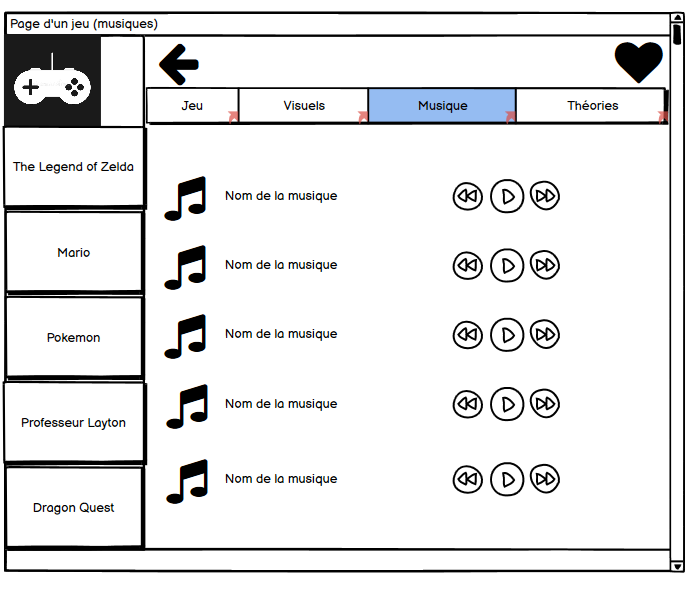 Page d'un jeu (musiques)
Jeu
Visuels
Musique
Théories
The Legend of Zelda
Mario
Pokemon
Professeur Layton
Dragon Quest
Nom de la musique
Nom de la musique
Nom de la musique
Nom de la musique
Nom de la musique